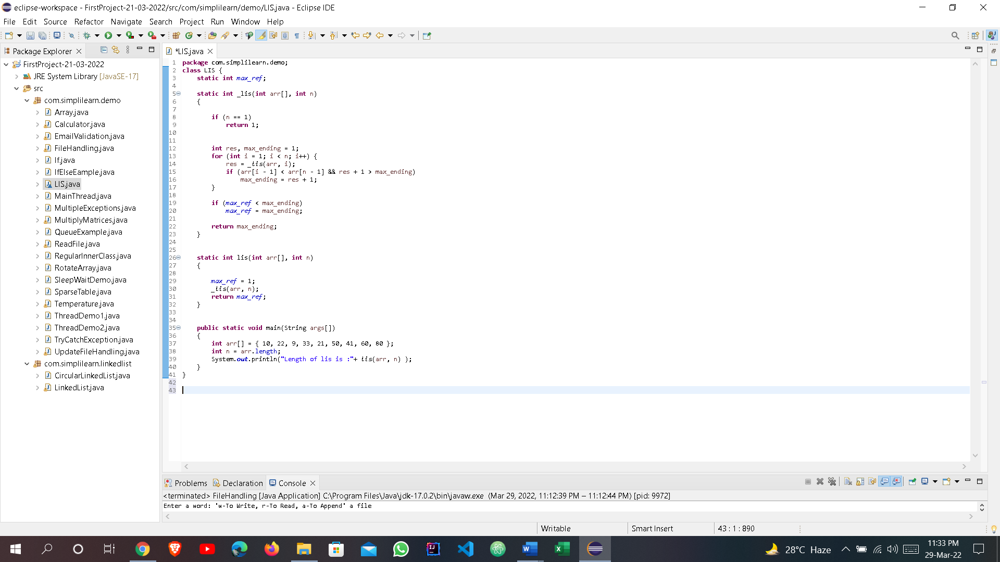 eclipse-workspace - FirstProject-21-03-2022/src/com/simplilearn/demo/LIS.java - Eclipse IDE
File Edit Source Refactor Navigate Search Project Run Window Help
Package Explorer
*LIS.java
FirstProject-21-03-2022
JRE System Library [JavaSE-17]
src
com.simplilearn.demo
Array.java
Calculator.java
EmailValidation.java
FileHandling.java
If.java
IfElseEample.java
LIS.java
MainThread.java
MultipleExceptions.java
MultiplyMatrices.java
QueueExample.java
ReadFile.java
RegularInnerClass.java
RotateArray.java
SleepWaitDemo.java
SparseTable.java
Temperature.java
ThreadDemo1.java
ThreadDemo2.java
TryCatchException.java
UpdateFileHandling.java
com.simplilearn.linkedlist
CircularLinkedList.java
LinkedList.java
1 package com.simplilearn.demo;
2 class LIS {
3 static int max_ref;
4
5 static int _lis(int arr[], int n)
6 {
7
8 if (n == 1)
9 return 1;
10
11
12 int res, max_ending = 1;
13 for (int i = 1; i < n; i++) {
14 res = _lis(arr, i);
15 if (arr[i - 1] < arr[n - 1] && res + 1 > max_ending)
16 max_ending = res + 1;
17 }
18
19 if (max_ref < max_ending)
20 max_ref = max_ending;
21
22 return max_ending;
23 }
24
25
26 static int lis(int arr[], int n)
27 {
28
29 max_ref = 1;
30 _lis(arr, n);
31 return max_ref;
32 }
33
34
35 public static void main(String args[])
36 {
37 int arr[] = { 10, 22, 9, 33, 21, 50, 41, 60, 80 };
38 int n = arr.length;
39 System.out.println("Length of lis is :"+ lis(arr, n) );
40 }
41 }
42
43
Problems Declaration Console
<terminated> FileHandling [Java Application] C:\Program Files\Java\jdk-17.0.2\bin\javaw.exe (Mar 29, 2022, 11:12:39 PM – 11:12:44 PM) [pid: 9972]
Enter a word: 'w-To Write, r-To Read, a-To Append' a file
Writable Smart Insert 43 : 1 : 890
28°C Haze
11:33 PM
29-Mar-22